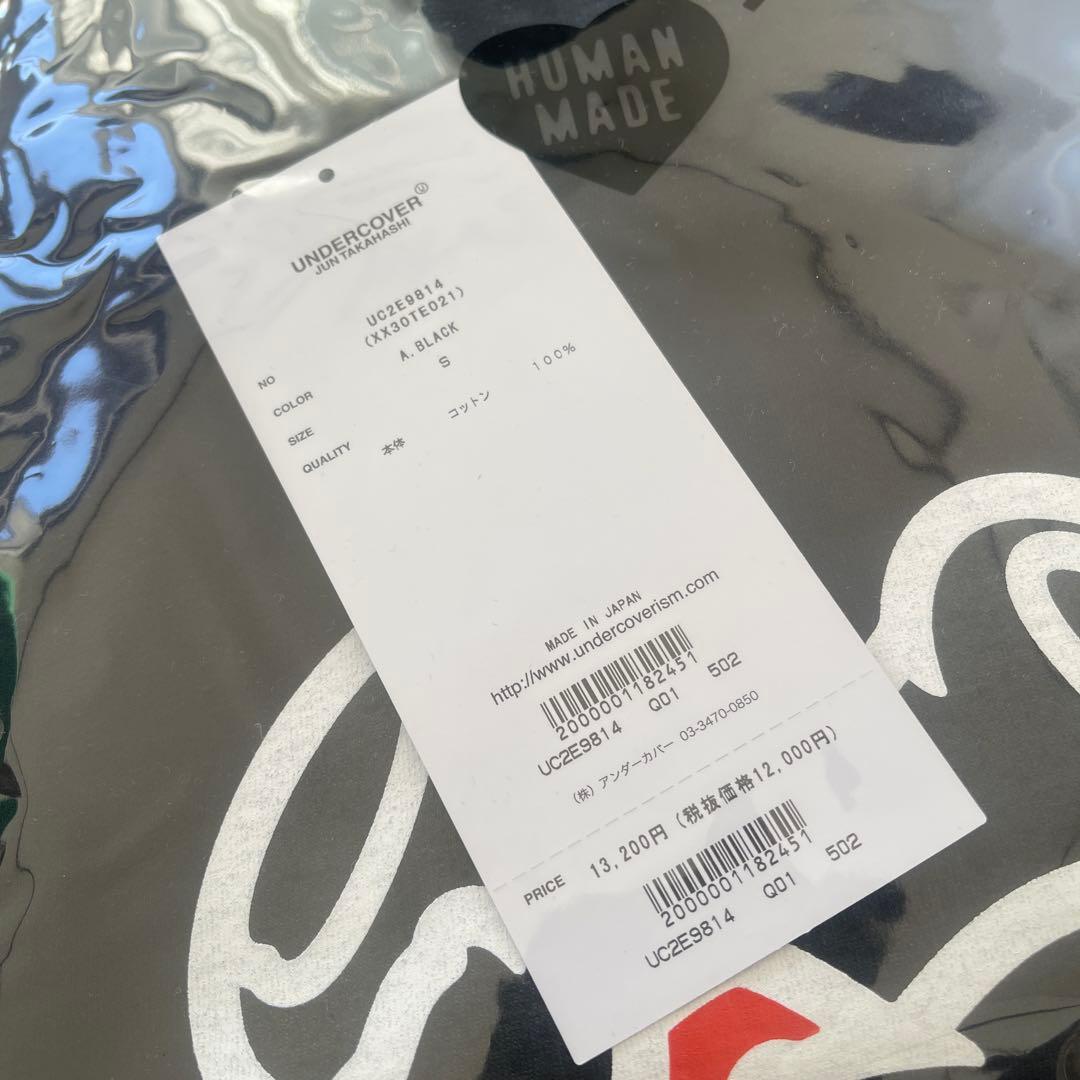 HUMAN
MADE
UNDERCOVER Ⓤ
JUN TAKAHASHI
NO UC2E9814
(XX30TE021)
COLOR A.BLACK
SIZE S
QUALITY 本体 コットン 100%
MADE IN JAPAN
http://www.undercoverism.com
2000001182451
UC2E9814 Q01 502
(株) アンダーカバー 03-3470-0850
PRICE 13,200円 (税抜価格12,000円)
2000001182451
UC2E9814 Q01 502